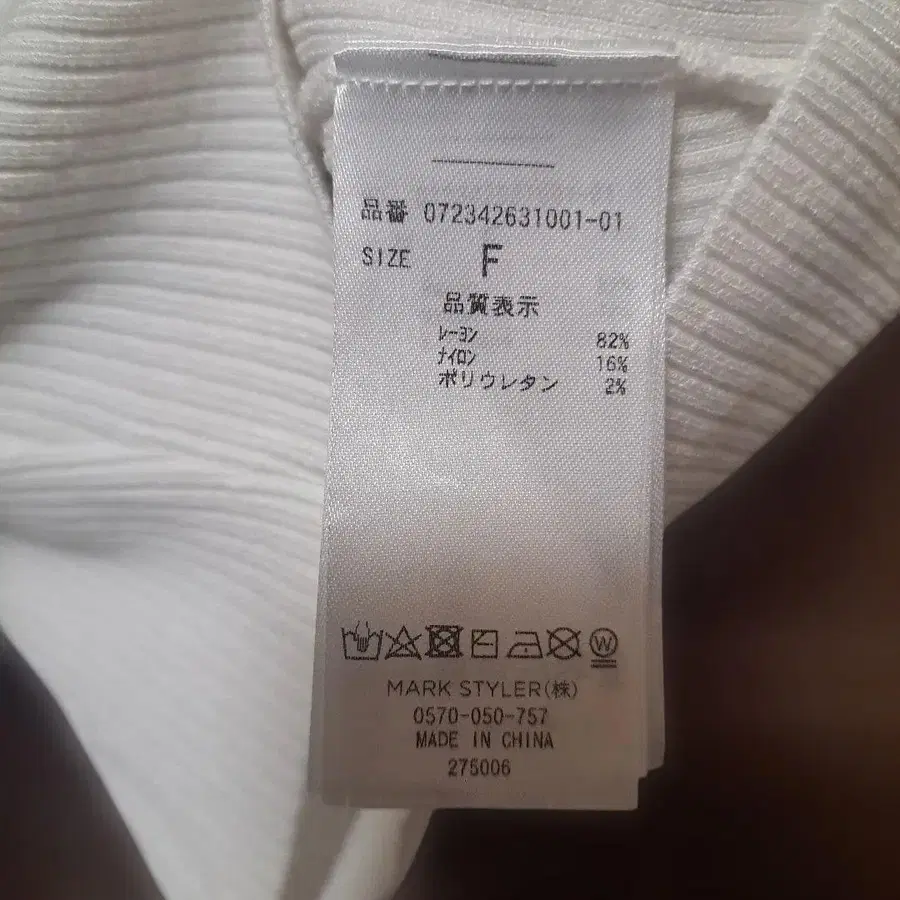 品番 072342631001-01
SIZE F
品質表示
レーヨン 82%
ナイロン 16%
ポリウレタン 2%
W
MARK STYLER(株)
0570-050-757
MADE IN CHINA
275006